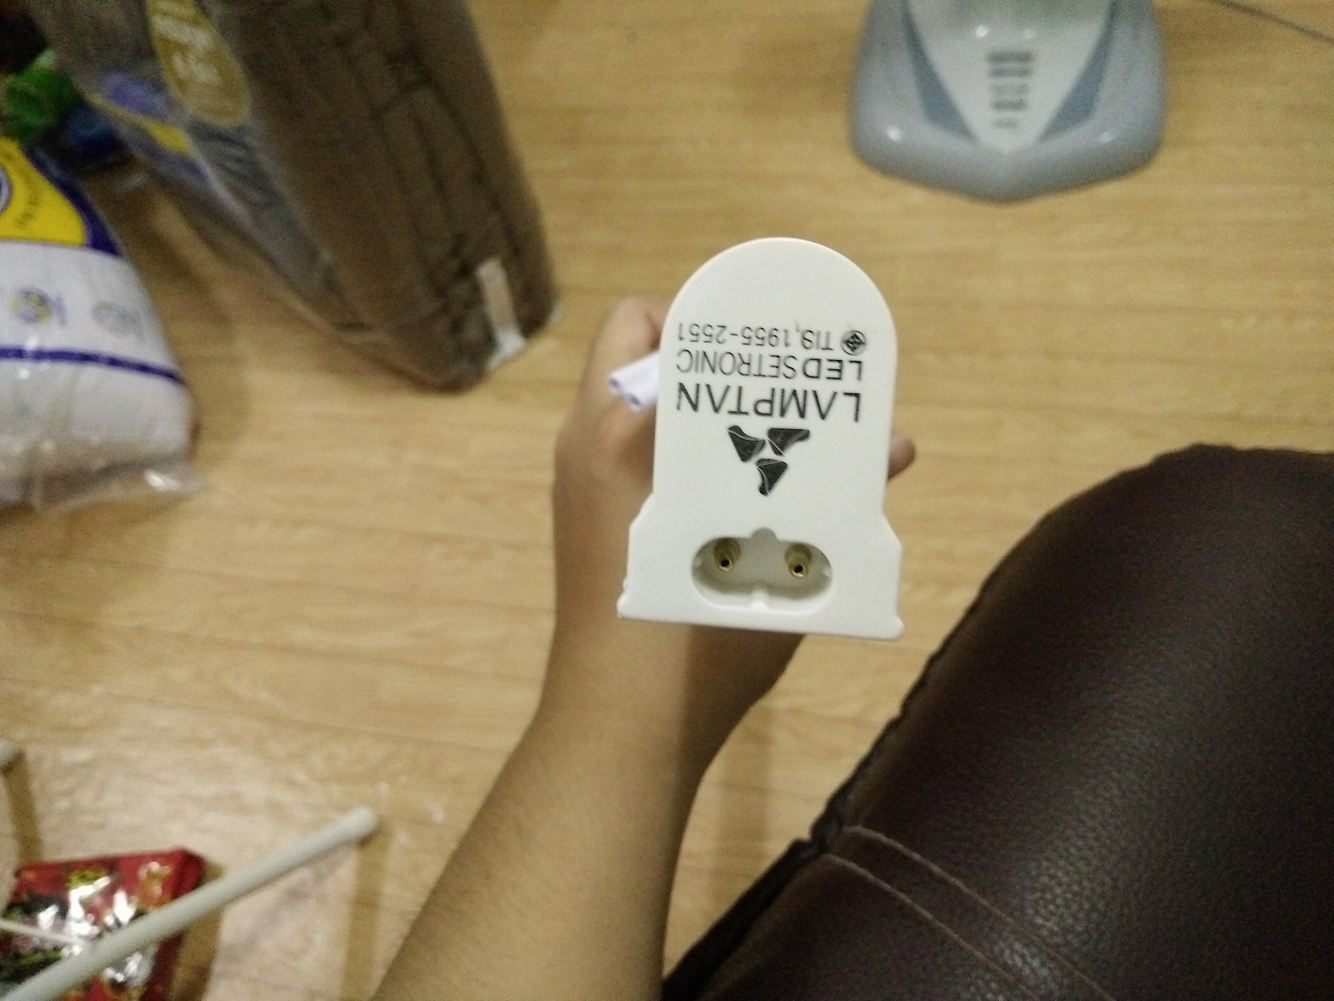 LAMPTAN
LED SETRONIC
TIS,1955-2551